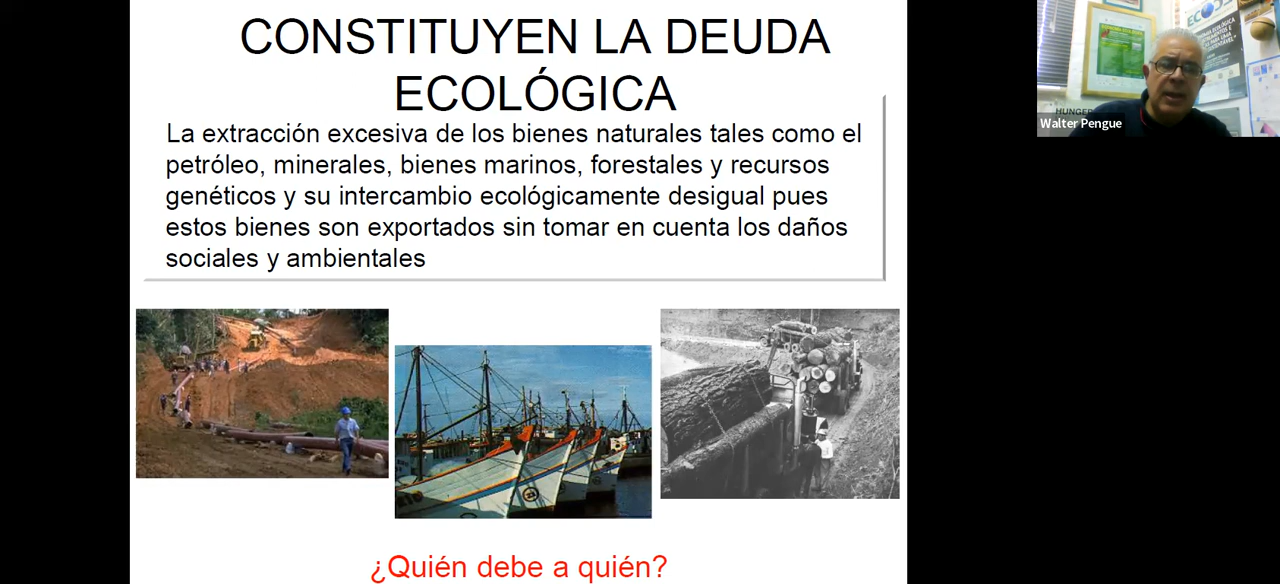 CONSTITUYEN LA DEUDA
ECOLÓGICA
La extracción excesiva de los bienes naturales tales como el
petróleo, minerales, bienes marinos, forestales y recursos
genéticos y su intercambio ecológicamente desigual pues
estos bienes son exportados sin tomar en cuenta los daños
sociales y ambientales
¿Quién debe a quién?
HUNGER
Walter Pengue